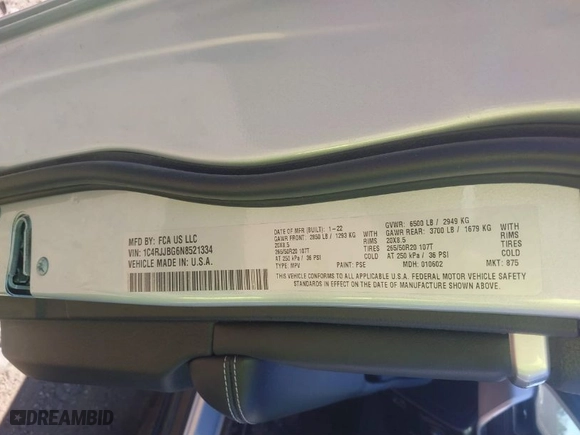 MFD BY: FCA US LLC
VIN: 1C4RJJBG6N8521334
VEHICLE MADE IN: U.S.A.
DATE OF MFR (BUILT): 1-22
GVWR: 6503 LB / 2949 KG
GAWR FRONT: 2850 LB / 1293 KG
WITH
GAWR REAR: 3700 LB / 1679 KG
WITH
20X8.5
RIMS
20X8.5
RIMS
265/50R20 107T
TIRES
265/50R20 107T
TIRES
AT 250 kPa / 36 PSI
AT 250 kPa / 36 PSI
TYPE: MPV
PAINT: PSE
MDH: 010602
MKT: 875
THIS VEHICLE CONFORMS TO ALL APPLICABLE U.S.A. FEDERAL MOTOR VEHICLE SAFETY
STANDARDS IN EFFECT ON THE DATE OF MANUFACTURE SHOWN ABOVE.
DREAMBID